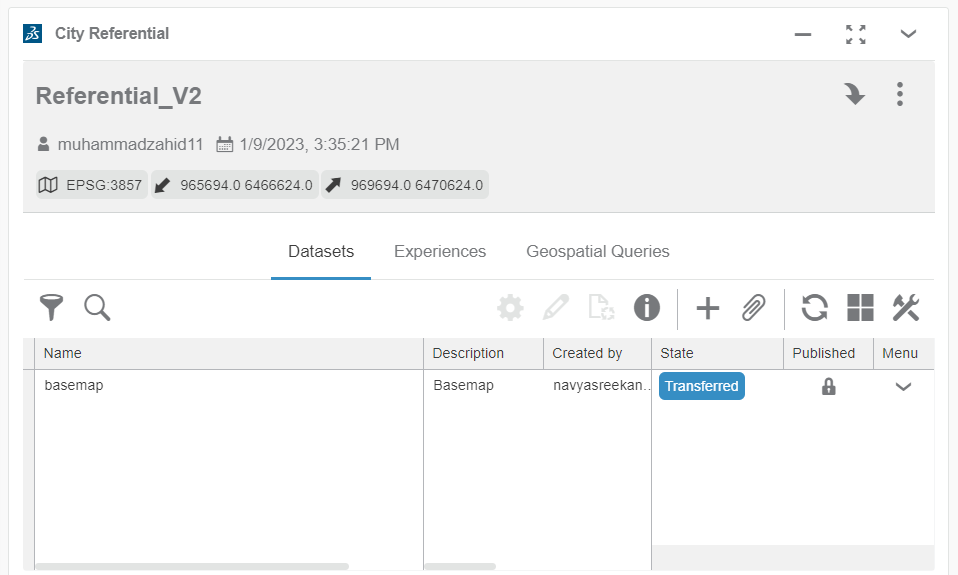 City Referential
Referential_V2
muhammadzahid11 1/9/2023, 3:35:21 PM
EPSG:3857 965694.0 6466624.0 969694.0 6470624.0
Datasets Experiences Geospatial Queries
Name Description Created by State Published Menu
basemap Basemap navyasreekan... Transferred